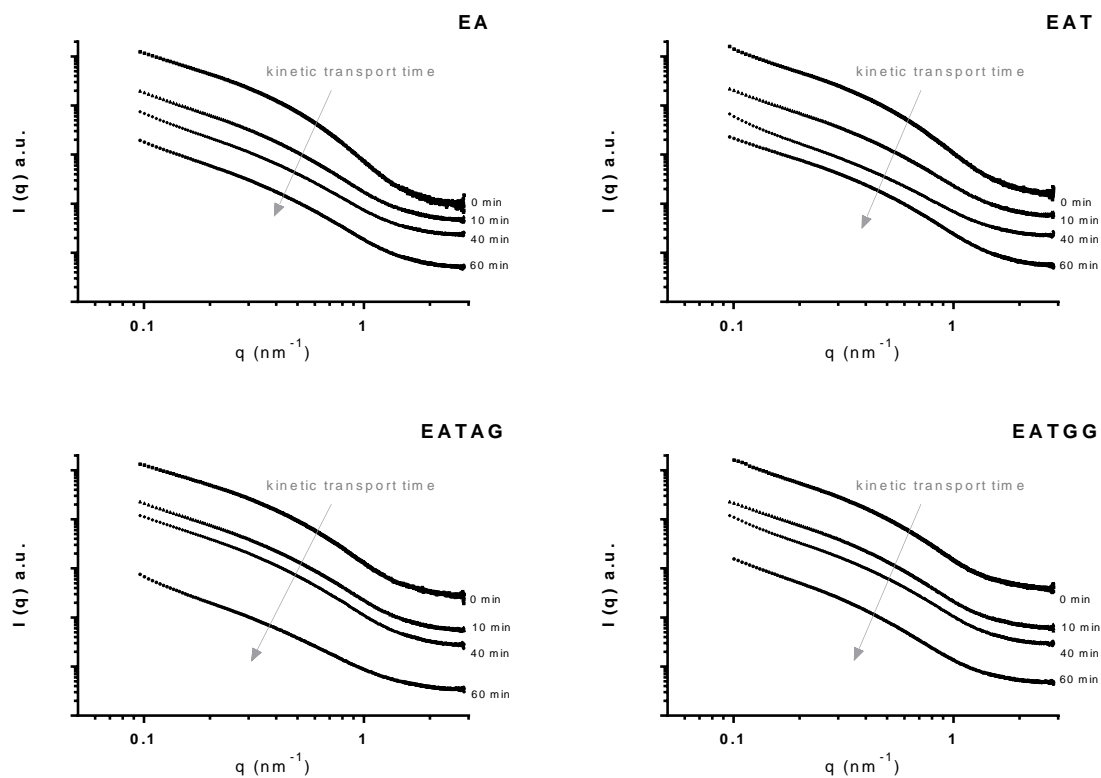 EA
kinetic transport time
I (q) a.u.
0 min
10 min
40 min
60 min
0.1
1
q (nm⁻¹)
EAT
kinetic transport time
I (q) a.u.
0 min
10 min
40 min
60 min
0.1
1
q (nm⁻¹)
EATAG
kinetic transport time
I (q) a.u.
0 min
10 min
40 min
60 min
0.1
1
q (nm⁻¹)
EATGG
kinetic transport time
I (q) a.u.
0 min
10 min
40 min
60 min
0.1
1
q (nm⁻¹)